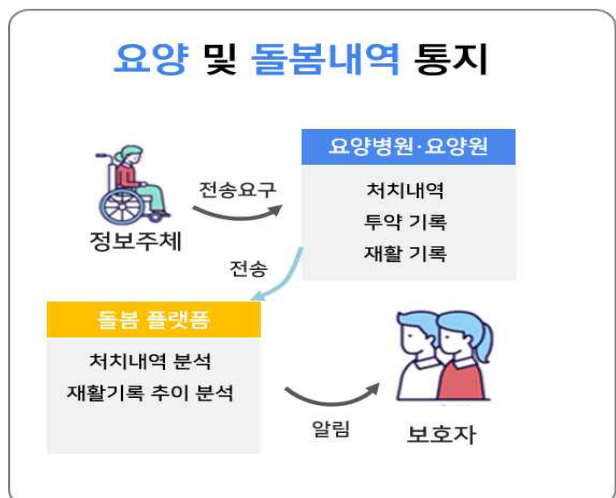 요양 및 돌봄내역 통지
요양병원·요양원
전송요구
처치내역
투약 기록
재활 기록
정보주체
전송
돌봄 플랫폼
처치내역 분석
재활기록 추이 분석
알림
보호자